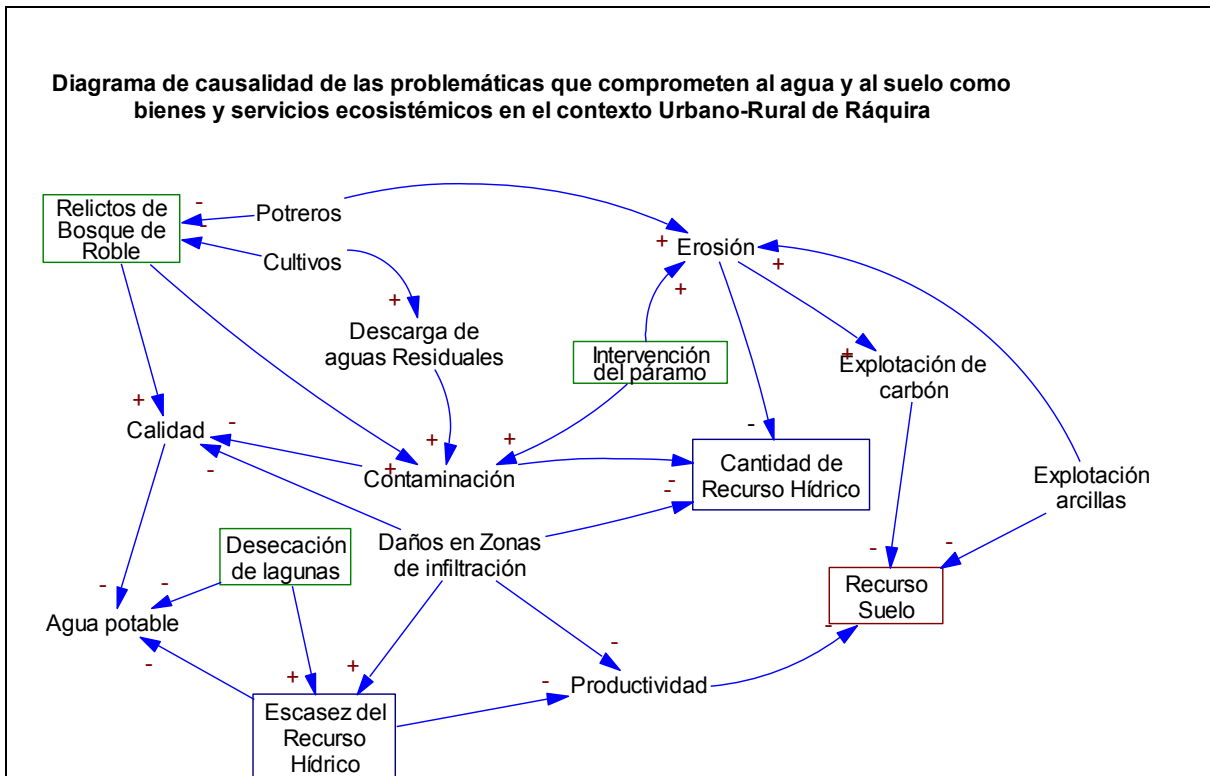 Diagrama de causalidad de las problemáticas que comprometen al agua y al suelo como
bienes y servicios ecosistémicos en el contexto Urbano-Rural de Ráquira
Relictos de
Bosque de
Roble
-
-
Potreros
Cultivos
+
Erosión
+
+
+
Descarga de
aguas Residuales
Intervención
del páramo
+
Explotación de
carbón
+
Calidad
-
-
+
+
+
Contaminación
-
Cantidad de
Recurso Hídrico
-
-
Explotación
arcillas
Desecación
de lagunas
Daños en Zonas
de infiltración
-
-
Recurso
Suelo
-
-
-
Agua potable
-
+
+
-
-
Productividad
Escasez del
Recurso
Hídrico